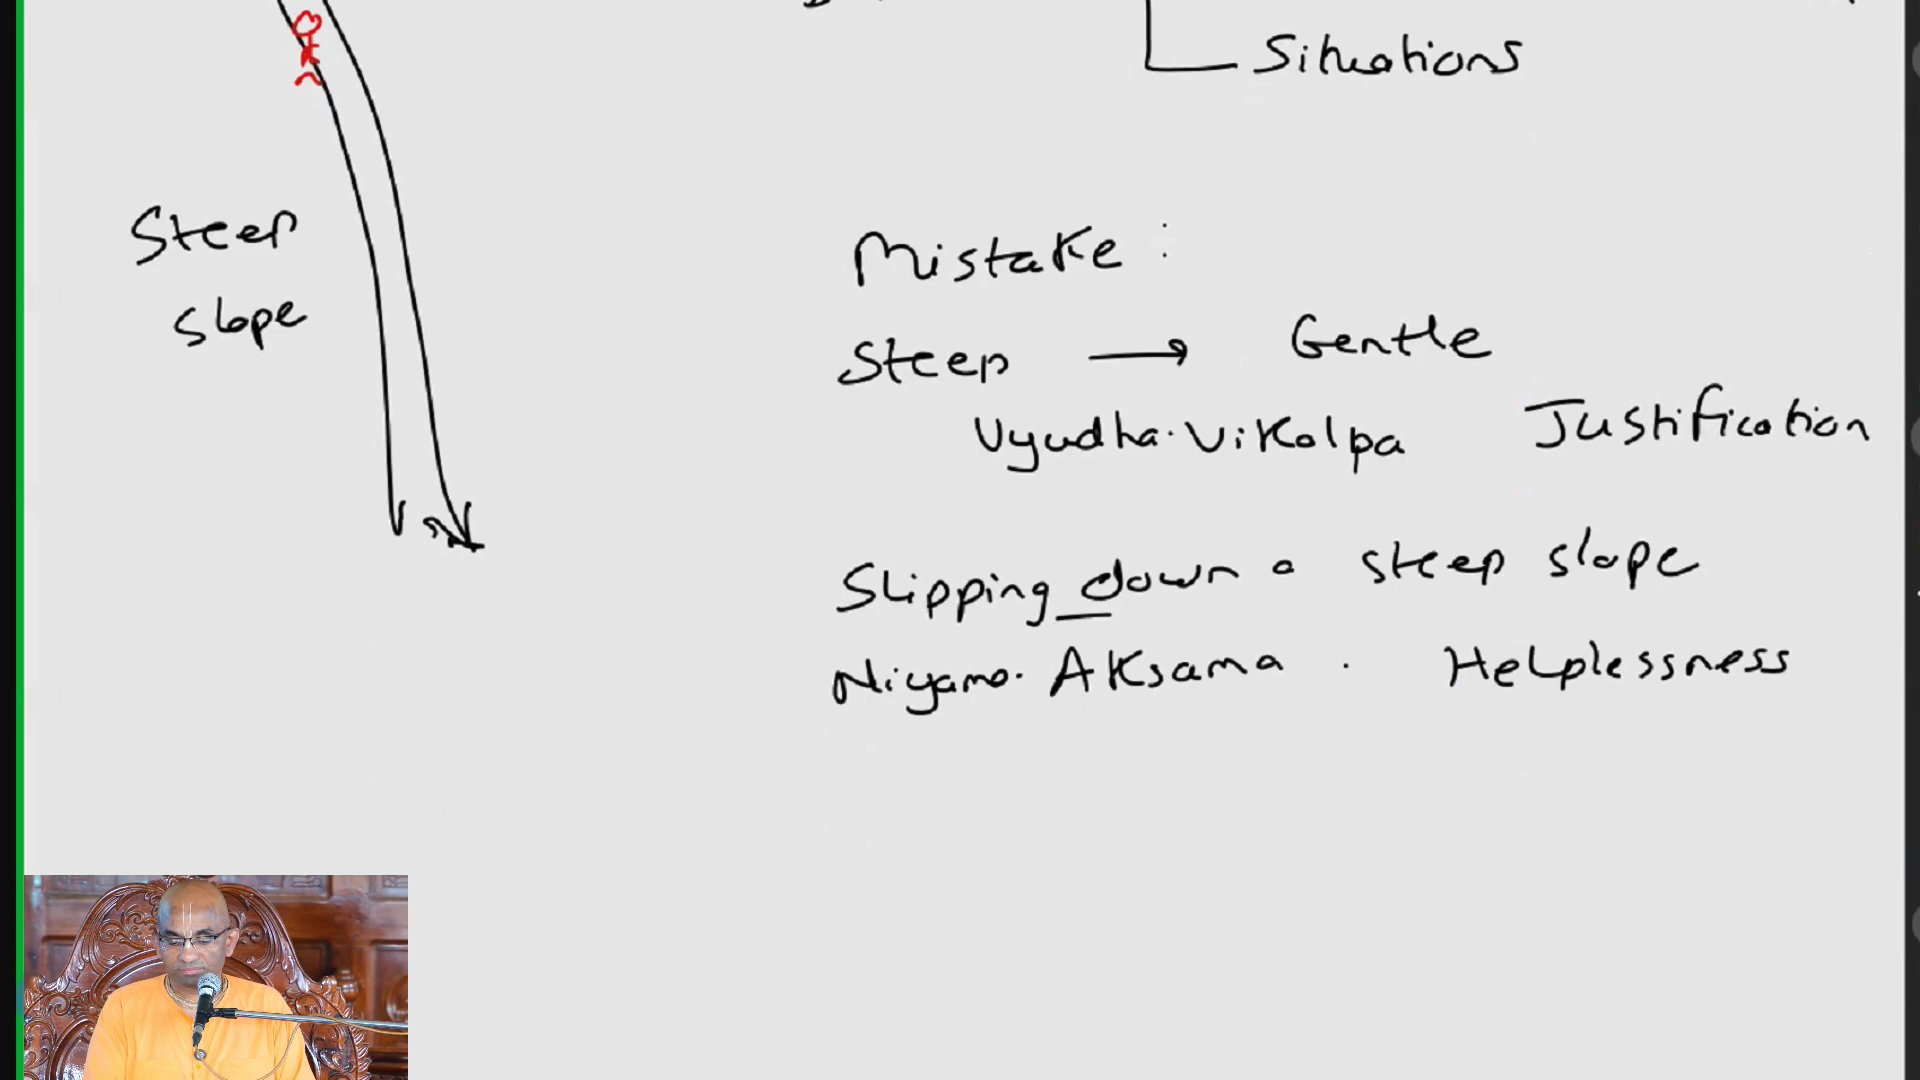 Situations
Steep
slope
Mistake :
Steep → Gentle
Vyudha. Vikalpa Justification
Slipping down a steep slope
Niyama. Aksama . Helplessness